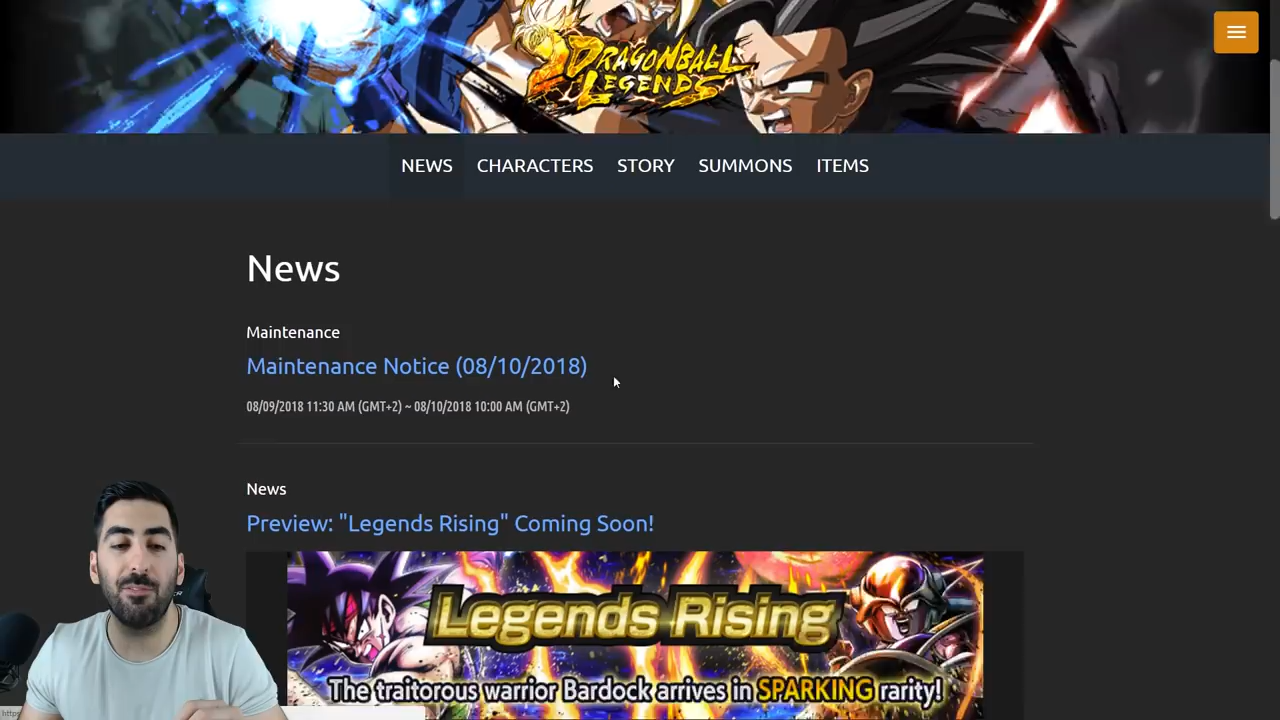 DRAGONBALL
LEGENDS
NEWS
CHARACTERS
STORY
SUMMONS
ITEMS
News
Maintenance
Maintenance Notice (08/10/2018)
08/09/2018 11:30 AM (GMT+2) ~ 08/10/2018 10:00 AM (GMT+2)
News
Preview: "Legends Rising" Coming Soon!
Legends Rising
The traitorous warrior Bardock arrives in SPARKING rarity!